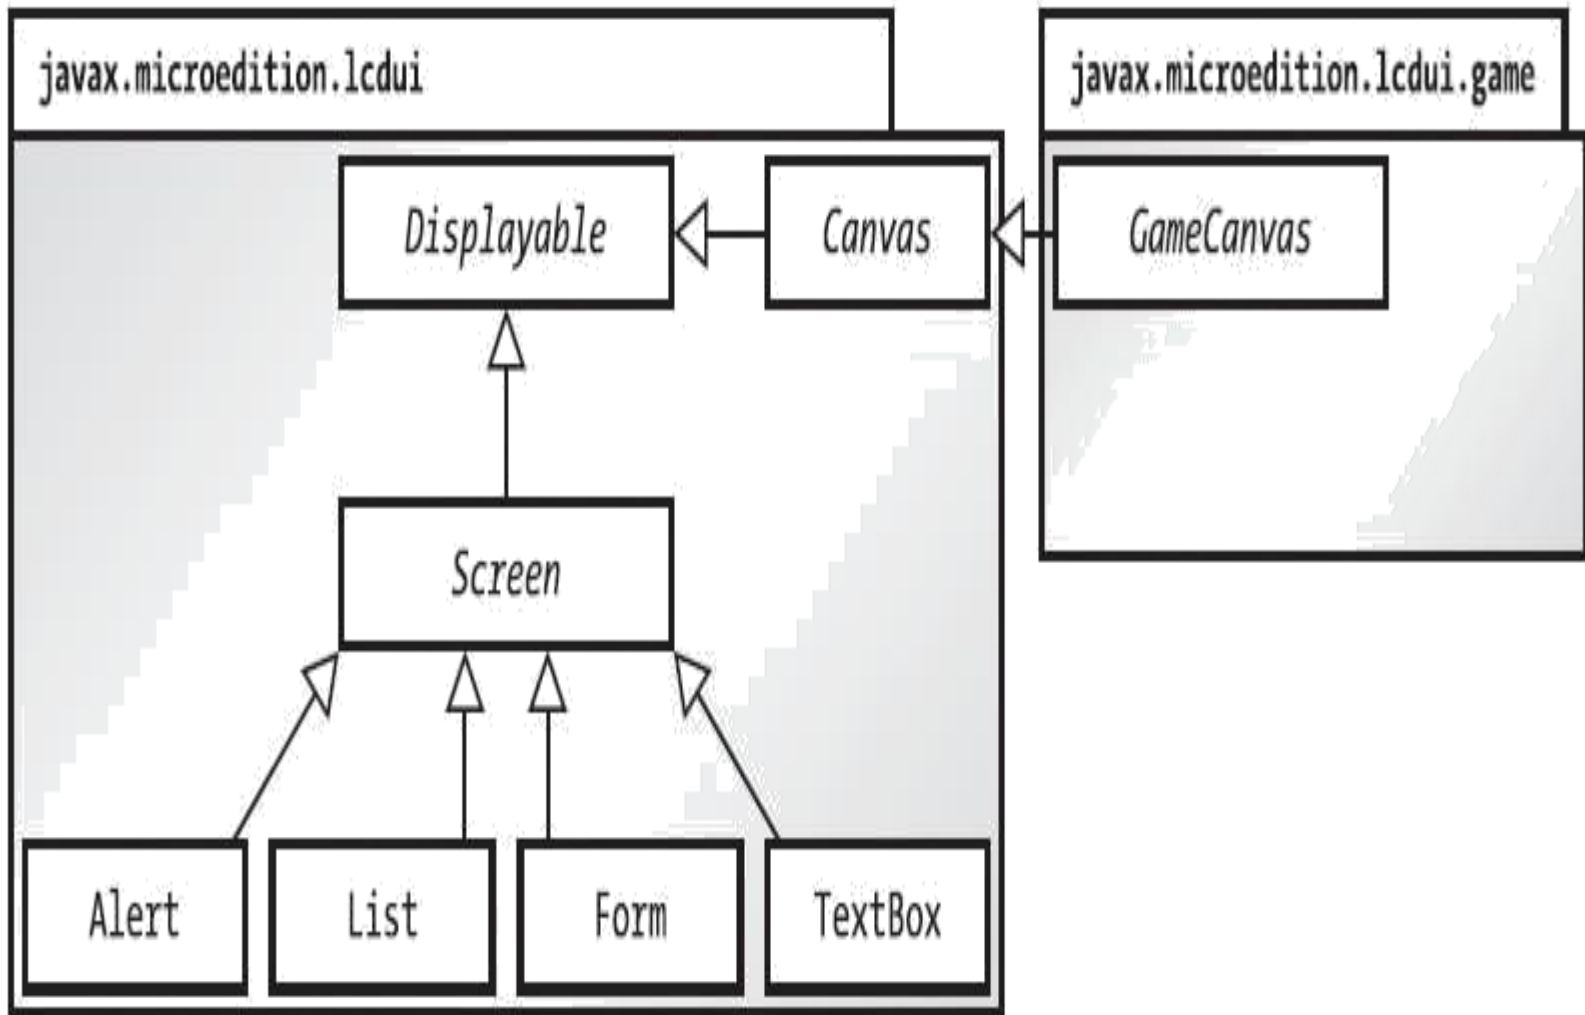 javax.microedition.lcdui
javax.microedition.lcdui.game
Displayable
Canvas
GameCanvas
Screen
Alert
List
Form
TextBox